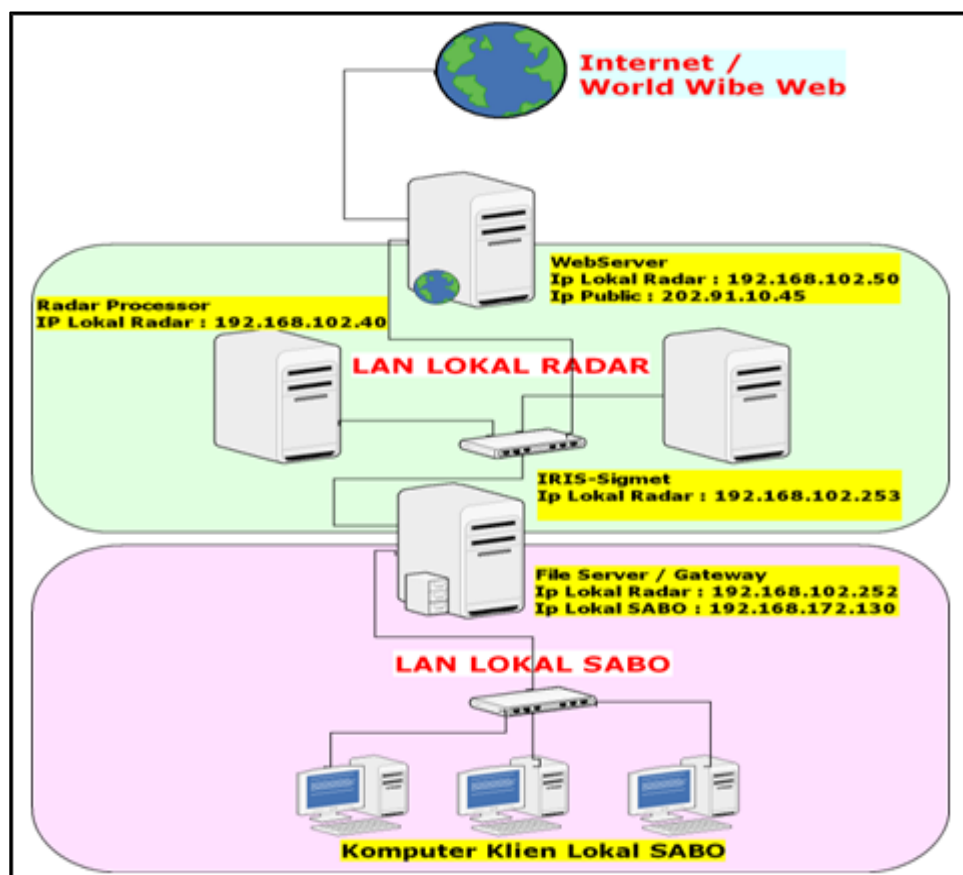 Internet /
World Wibe Web
WebServer
Ip Lokal Radar : 192.168.102.50
Ip Public : 202.91.10.45
Radar Processor
IP Lokal Radar : 192.168.102.40
LAN LOKAL RADAR
IRIS-Sigmet
Ip Lokal Radar : 192.168.102.253
File Server / Gateway
Ip Lokal Radar : 192.168.102.252
Ip Lokal SABO : 192.168.172.130
LAN LOKAL SABO
Komputer Klien Lokal SABO